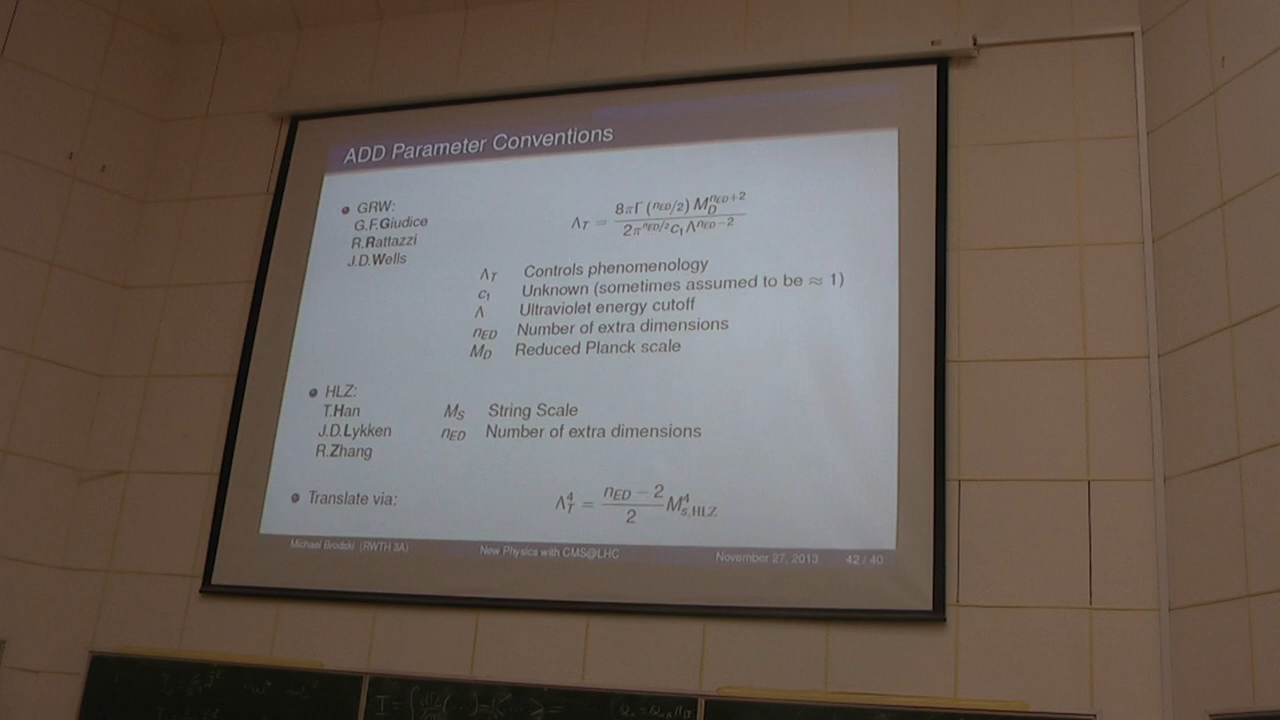 ADD Parameter Conventions
GRW:
G.F.Giudice
R.Rattazzi
J.D.Wells
Λ_T = 8πΓ(n_ED/2) M_D^{n_ED+2} / 2π^{n_ED/2} c_1 Λ^{n_ED−2}
Λ_T Controls phenomenology
c_1 Unknown (sometimes assumed to be ≈ 1)
Λ Ultraviolet energy cutoff
n_ED Number of extra dimensions
M_D Reduced Planck scale
HLZ:
T.Han
J.D.Lykken
R.Zhang
M_S String Scale
n_ED Number of extra dimensions
Translate via:
Λ_T^4 = (n_ED − 2)/2 M_{s,HLZ}^4
Michael Brodski (RWTH 3A) New Physics with CMS@LHC November 27, 2013 42 / 40